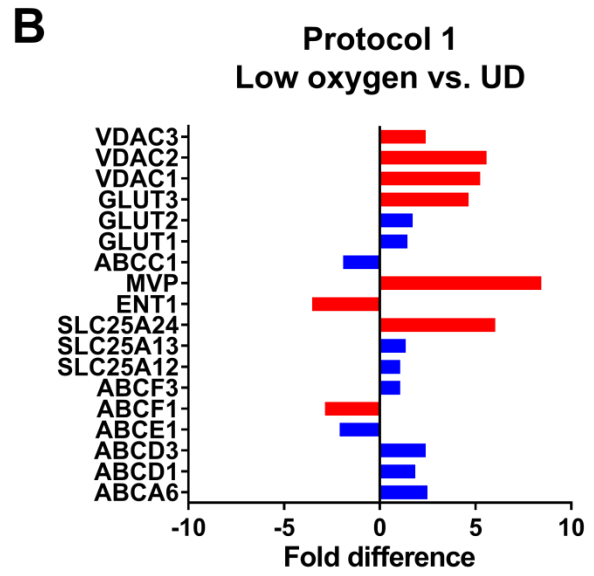 B
Protocol 1
Low oxygen vs. UD
VDAC3
VDAC2
VDAC1
GLUT3
GLUT2
GLUT1
ABCC1
MVP
ENT1
SLC25A24
SLC25A13
SLC25A12
ABCF3
ABCF1
ABCE1
ABCD3
ABCD1
ABCA6
-10 -5 0 5 10
Fold difference